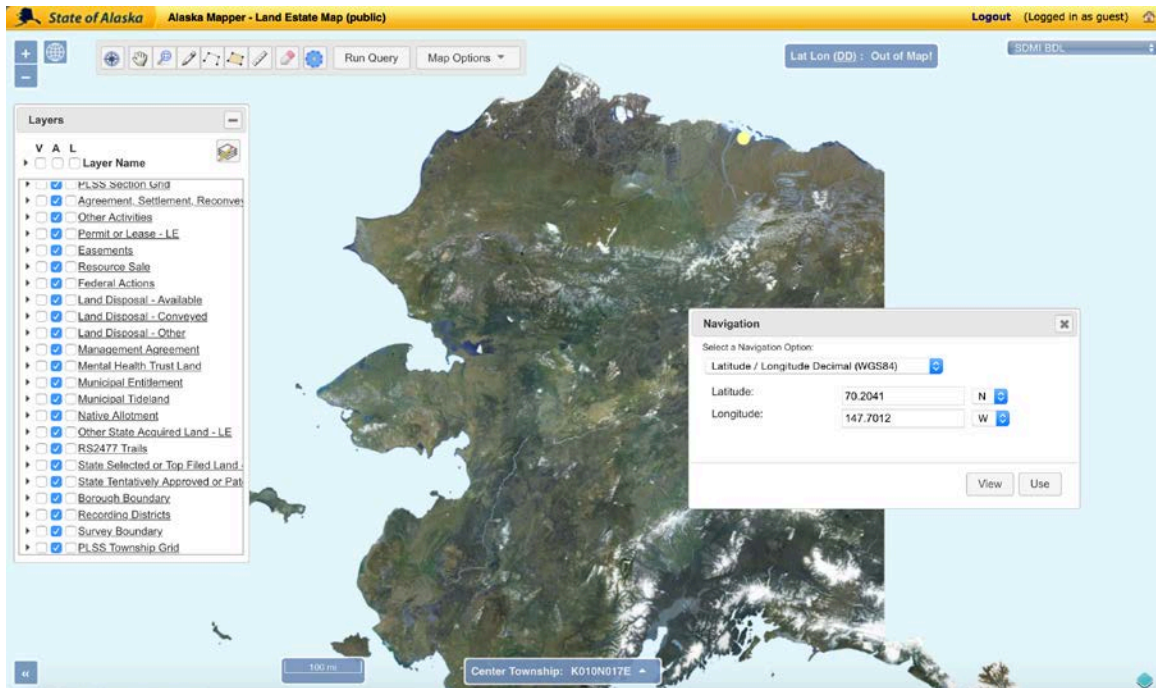 State of Alaska Alaska Mapper - Land Estate Map (public) Logout (Logged in as guest)
+
−
Run Query Map Options
Lat Lon (DD) : Out of Map!
SDMI BDL
Layers
V A L
Layer Name
PLSS Section Grid
Agreement, Settlement, Reconvey
Other Activities
Permit or Lease - LE
Easements
Resource Sale
Federal Actions
Land Disposal - Available
Land Disposal - Conveyed
Land Disposal - Other
Management Agreement
Mental Health Trust Land
Municipal Entitlement
Municipal Tideland
Native Allotment
Other State Acquired Land - LE
RS2477 Trails
State Selected or Top Filed Land -
State Tentatively Approved or Pat
Borough Boundary
Recording Districts
Survey Boundary
PLSS Township Grid
Navigation
Select a Navigation Option:
Latitude / Longitude Decimal (WGS84)
Latitude: 70.2041 N
Longitude: 147.7012 W
View Use
«
100 mi
Center Township: K010N017E